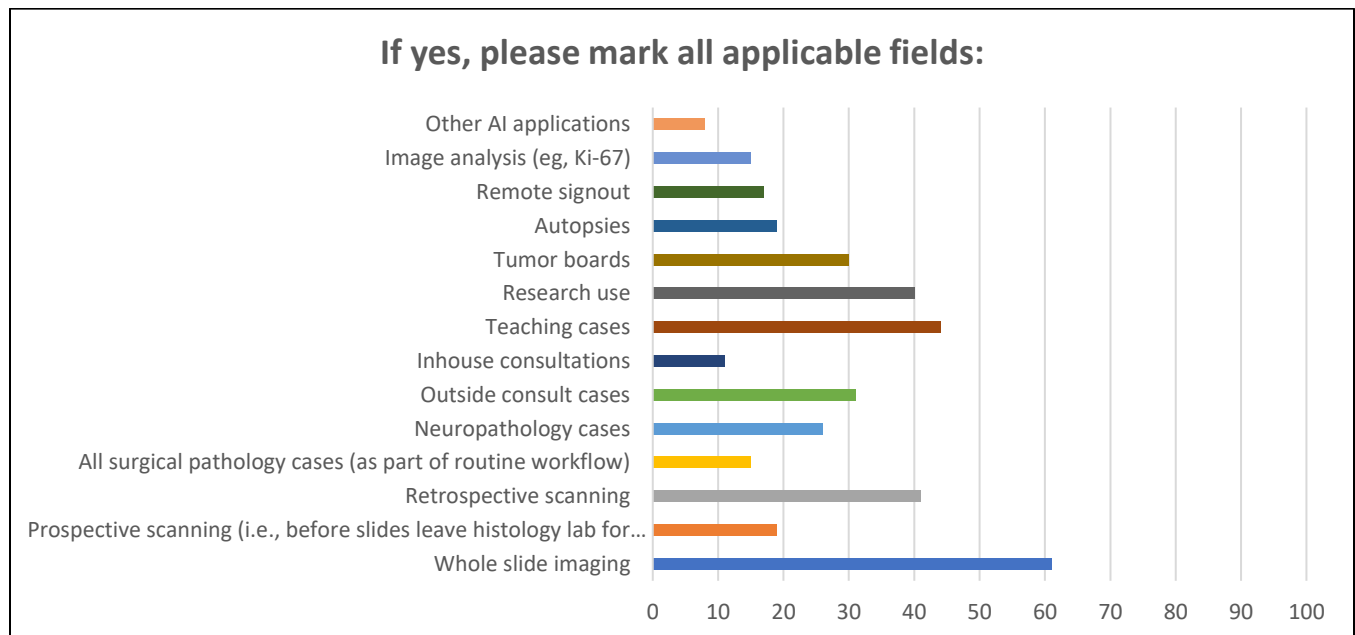 If yes, please mark all applicable fields:
Other AI applications
Image analysis (eg, Ki-67)
Remote signout
Autopsies
Tumor boards
Research use
Teaching cases
Inhouse consultations
Outside consult cases
Neuropathology cases
All surgical pathology cases (as part of routine workflow)
Retrospective scanning
Prospective scanning (i.e., before slides leave histology lab for...
Whole slide imaging
0 10 20 30 40 50 60 70 80 90 100